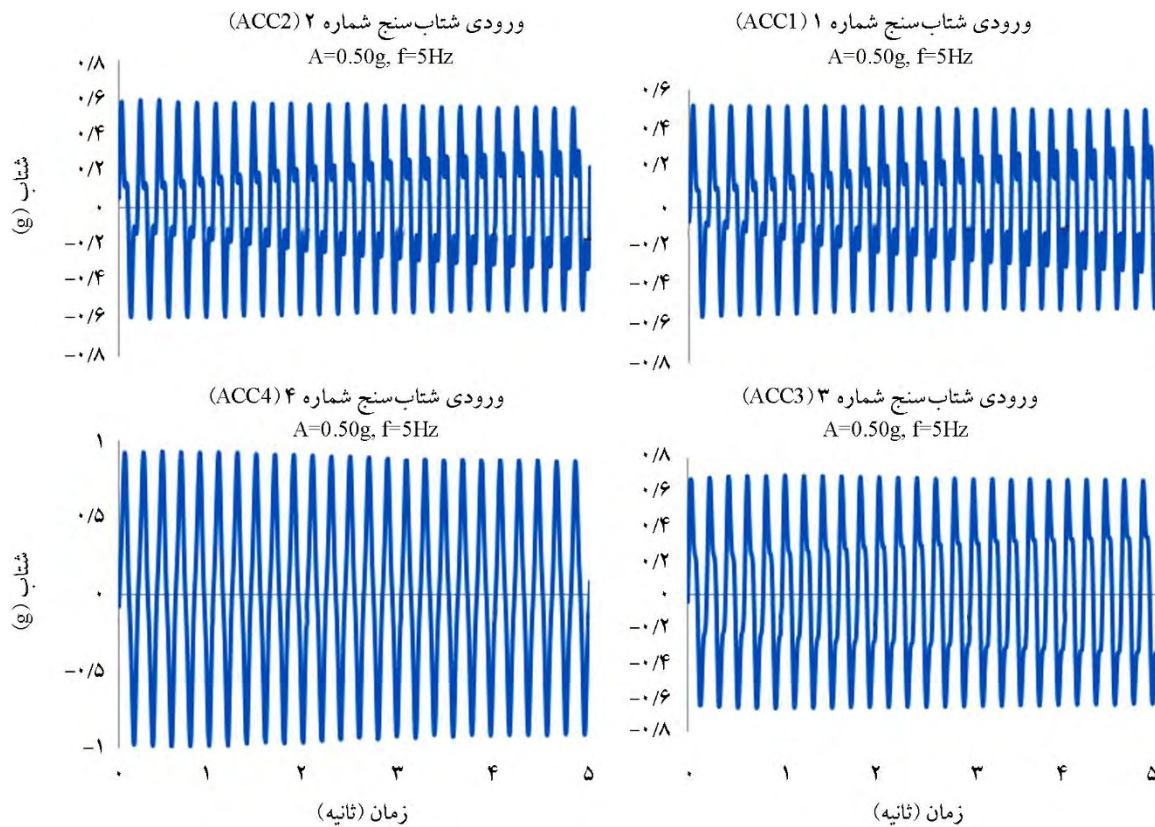 ورودی شتاب‌سنج شماره ۱ (ACC1)
A=0.50g, f=5Hz
۰/۶
۰/۴
۰/۲
۰
−۰/۲
−۰/۴
−۰/۶
−۰/۸
ورودی شتاب‌سنج شماره ۲ (ACC2)
A=0.50g, f=5Hz
۰/۸
۰/۶
۰/۴
۰/۲
۰
−۰/۲
−۰/۴
−۰/۶
−۰/۸
شتاب (g)
ورودی شتاب‌سنج شماره ۳ (ACC3)
A=0.50g, f=5Hz
۰/۸
۰/۶
۰/۴
۰/۲
۰
−۰/۲
−۰/۴
−۰/۶
−۰/۸
۰ ۱ ۲ ۳ ۴ ۵
زمان (ثانیه)
ورودی شتاب‌سنج شماره ۴ (ACC4)
A=0.50g, f=5Hz
۱
۰/۵
۰
−۰/۵
−۱
شتاب (g)
۰ ۱ ۲ ۳ ۴ ۵
زمان (ثانیه)